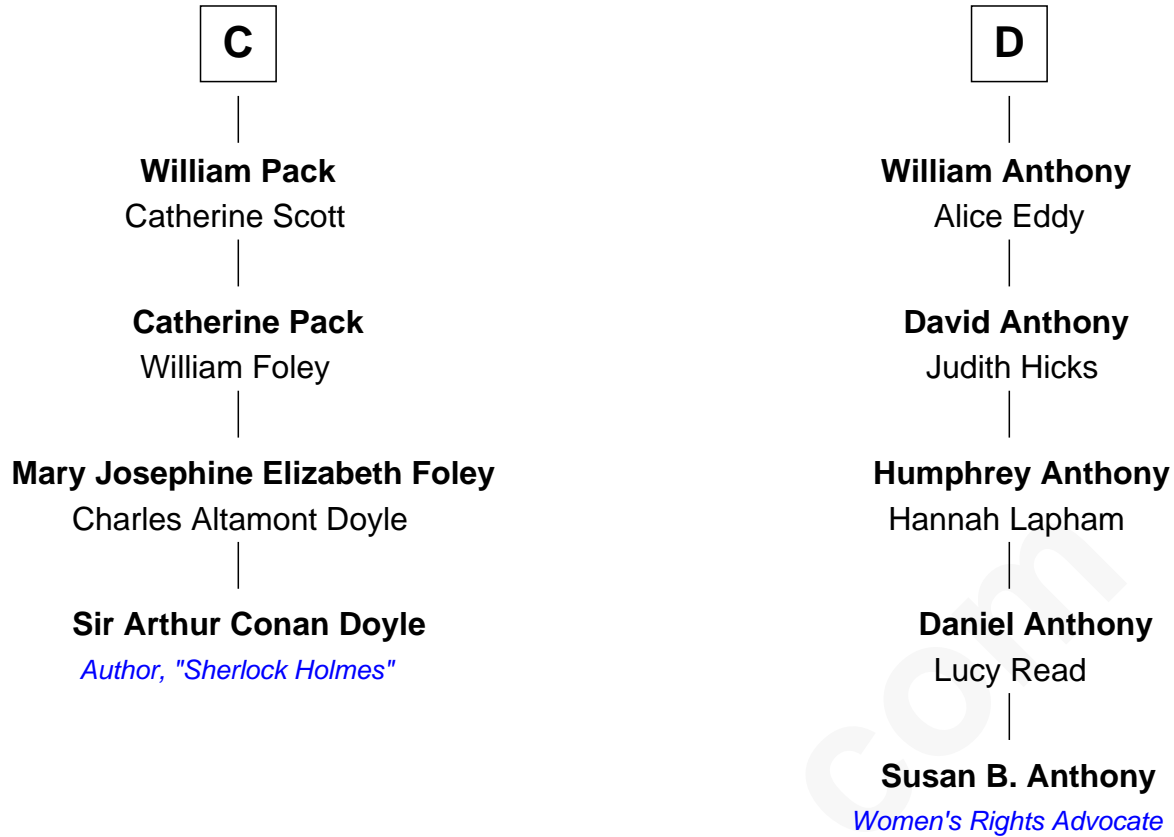 C
William Pack
Catherine Scott
Catherine Pack
William Foley
Mary Josephine Elizabeth Foley
Charles Altamont Doyle
Sir Arthur Conan Doyle
Author, "Sherlock Holmes"
D
William Anthony
Alice Eddy
David Anthony
Judith Hicks
Humphrey Anthony
Hannah Lapham
Daniel Anthony
Lucy Read
Susan B. Anthony
Women's Rights Advocate
com